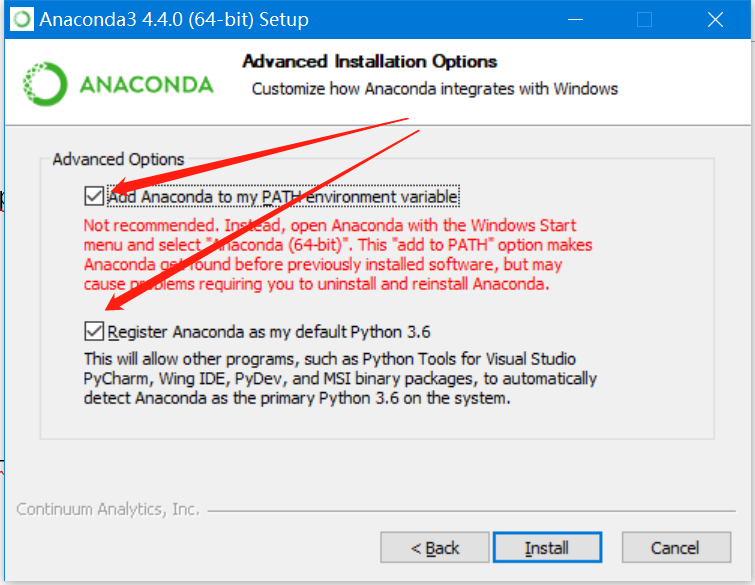 Anaconda3 4.4.0 (64-bit) Setup
ANACONDA
Advanced Installation Options
Customize how Anaconda integrates with Windows
Advanced Options
Add Anaconda to my PATH environment variable
Not recommended. Instead, open Anaconda with the Windows Start
menu and select "Anaconda (64-bit)". This "add to PATH" option makes
Anaconda get found before previously installed software, but may
cause problems requiring you to uninstall and reinstall Anaconda.
Register Anaconda as my default Python 3.6
This will allow other programs, such as Python Tools for Visual Studio
PyCharm, Wing IDE, PyDev, and MSI binary packages, to automatically
detect Anaconda as the primary Python 3.6 on the system.
Continuum Analytics, Inc.
< Back
Install
Cancel